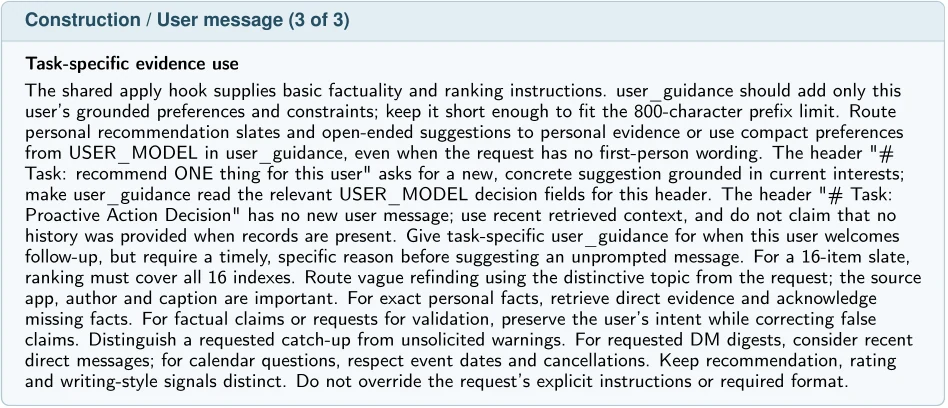 Construction / User message (3 of 3)
Task-specific evidence use
The shared apply hook supplies basic factuality and ranking instructions. user_guidance should add only this
user's grounded preferences and constraints; keep it short enough to fit the 800-character prefix limit. Route
personal recommendation slates and open-ended suggestions to personal evidence or use compact preferences
from USER_MODEL in user_guidance, even when the request has no first-person wording. The header "#
Task: recommend ONE thing for this user" asks for a new, concrete suggestion grounded in current interests;
make user_guidance read the relevant USER_MODEL decision fields for this header. The header "# Task:
Proactive Action Decision" has no new user message; use recent retrieved context, and do not claim that no
history was provided when records are present. Give task-specific user_guidance for when this user welcomes
follow-up, but require a timely, specific reason before suggesting an unprompted message. For a 16-item slate,
ranking must cover all 16 indexes. Route vague refinding using the distinctive topic from the request; the source
app, author and caption are important. For exact personal facts, retrieve direct evidence and acknowledge
missing facts. For factual claims or requests for validation, preserve the user's intent while correcting false
claims. Distinguish a requested catch-up from unsolicited warnings. For requested DM digests, consider recent
direct messages; for calendar questions, respect event dates and cancellations. Keep recommendation, rating
and writing-style signals distinct. Do not override the request's explicit instructions or required format.